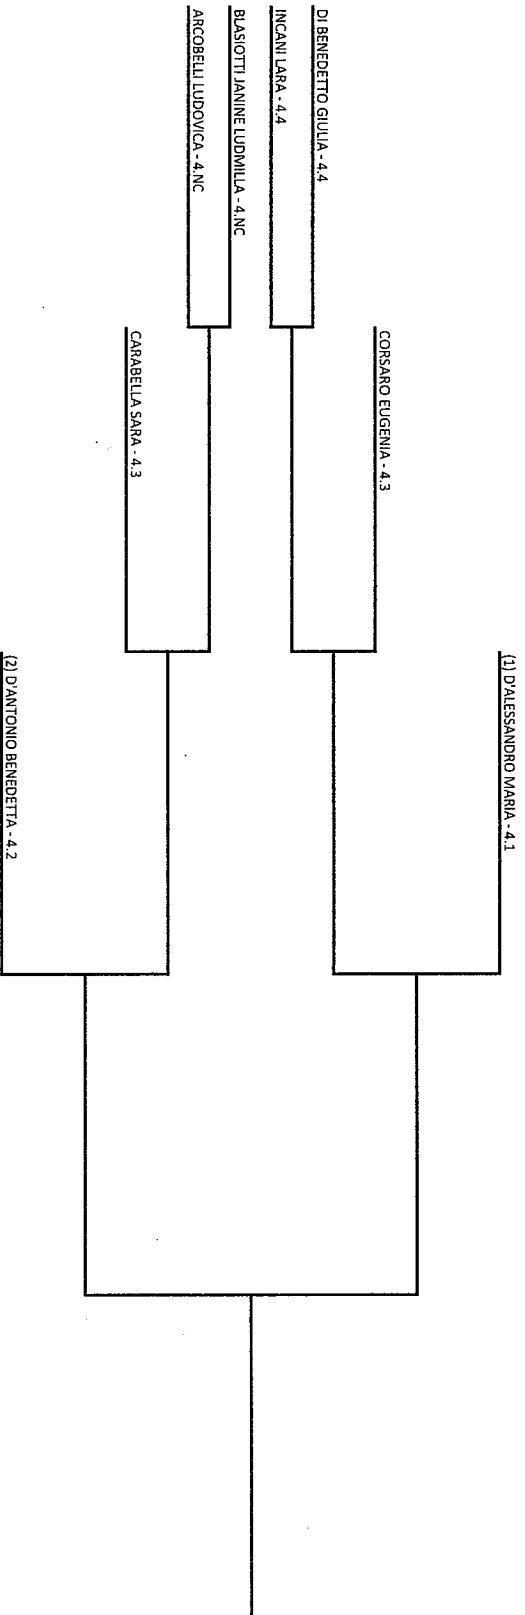 (1) D'ALESSANDRO MARIA - 4.1
CORSARO EUGENIA - 4.3
DI BENEDETTO GIULIA - 4.4
INCANI LARA - 4.4
BLASIOTTI JANINE LUDMILLA - 4.NC
ARCOBELLI LUDOVICA - 4.NC
CARABELLA SARA - 4.3
(2) D'ANTONIO BENEDETTA - 4.2